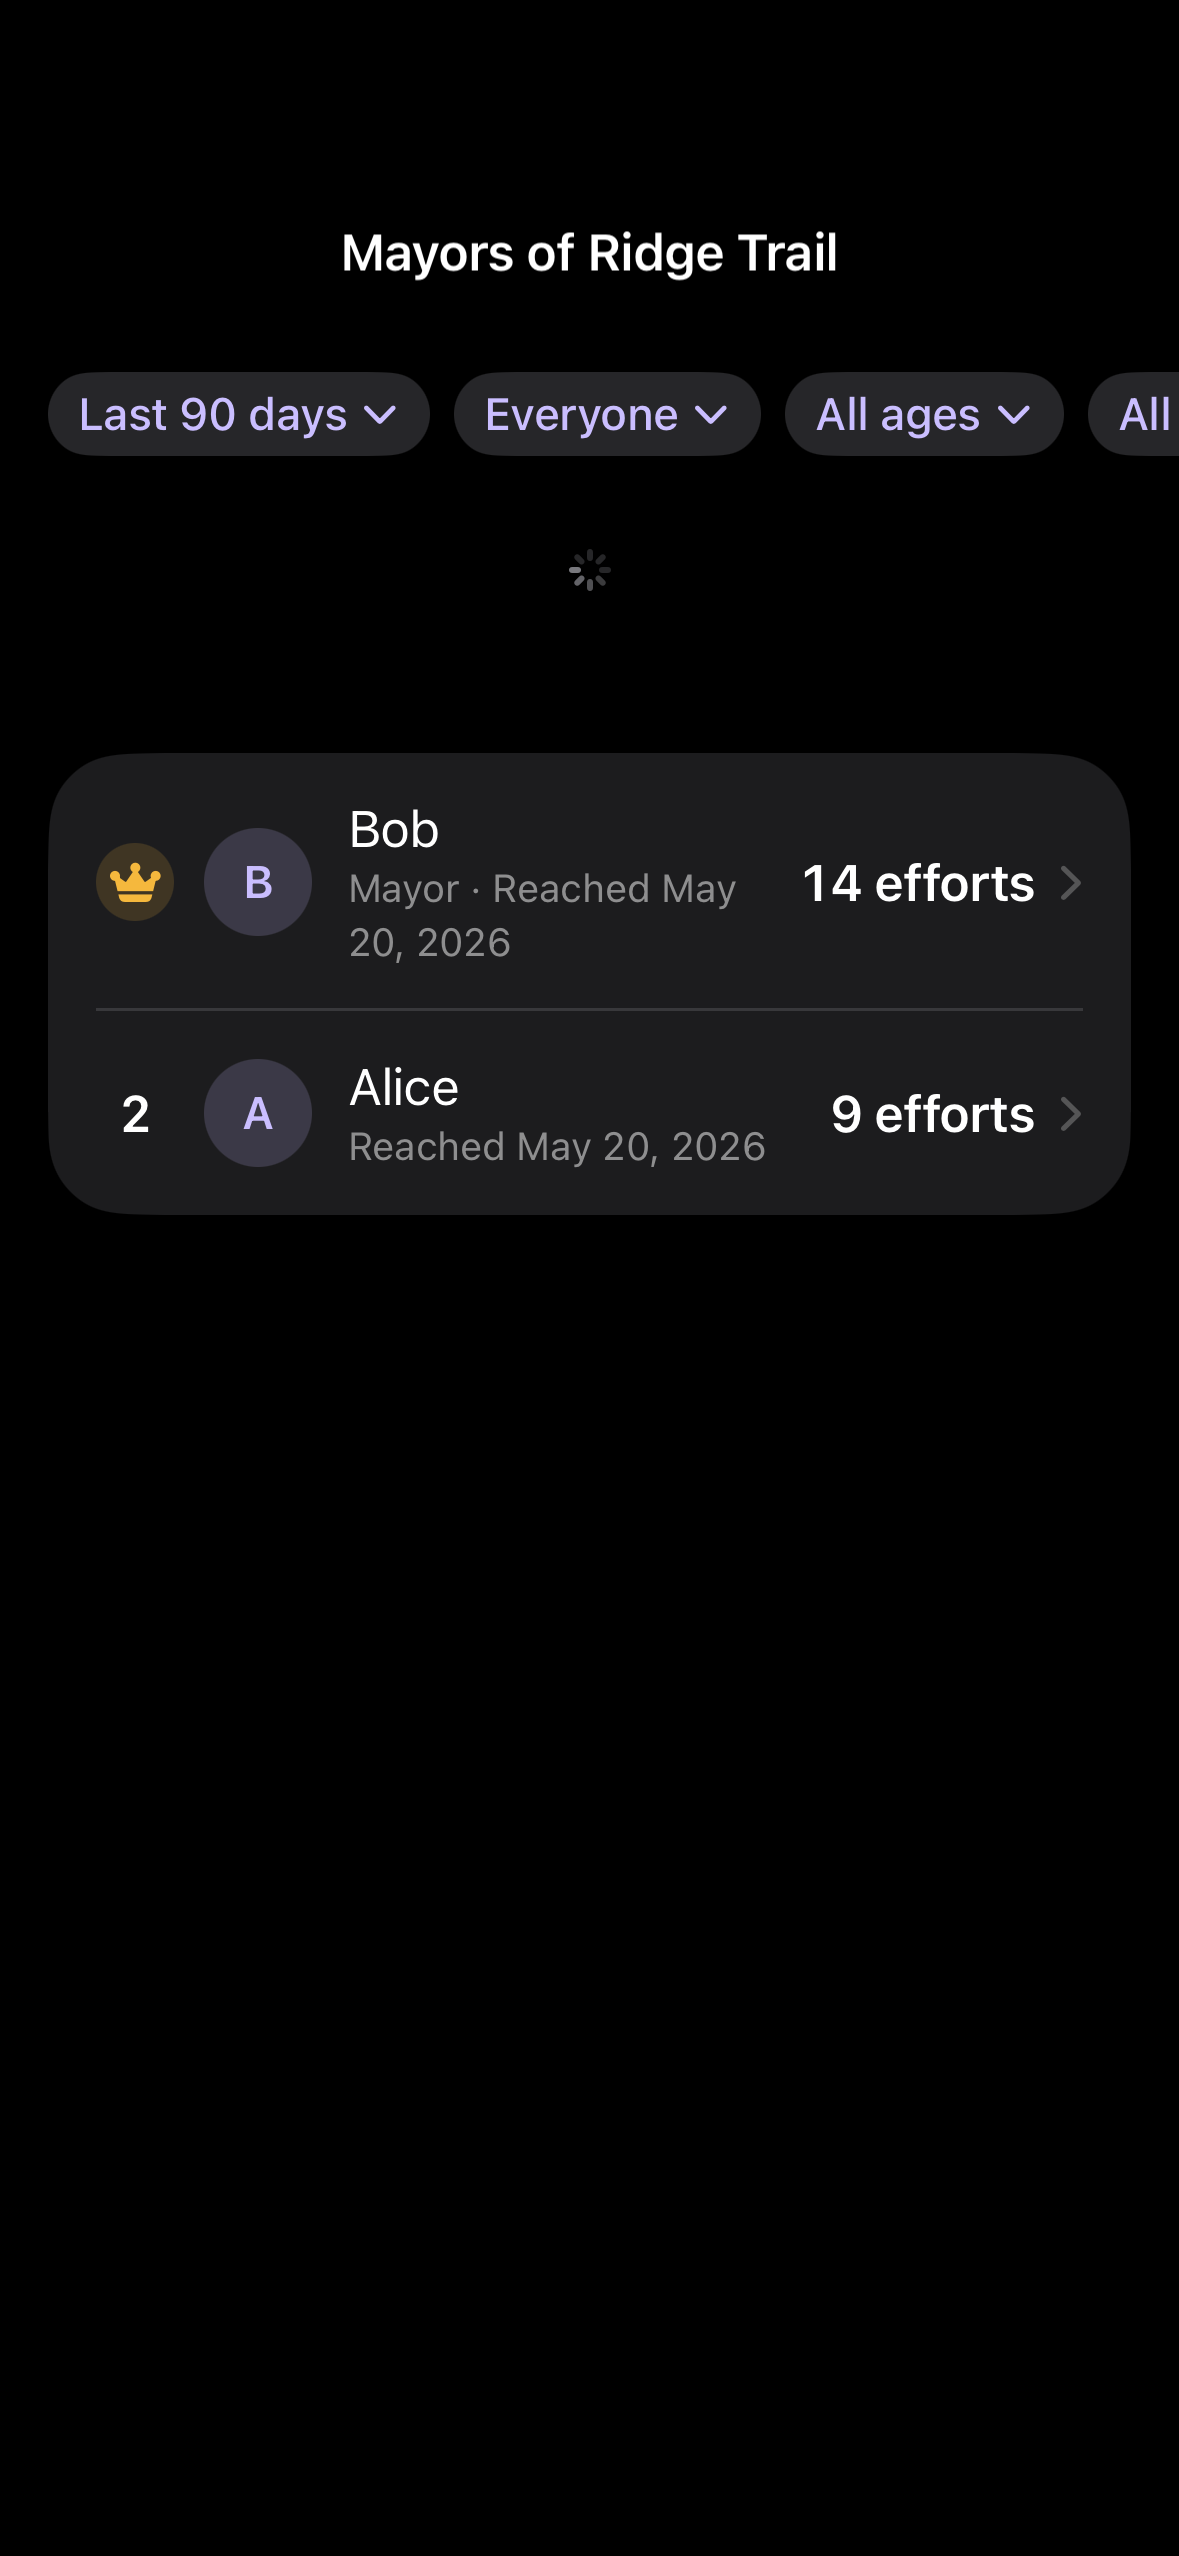 Mayors of Ridge Trail
Last 90 days
Everyone
All ages
All
B
Bob
Mayor · Reached May
20, 2026
14 efforts
2
A
Alice
Reached May 20, 2026
9 efforts